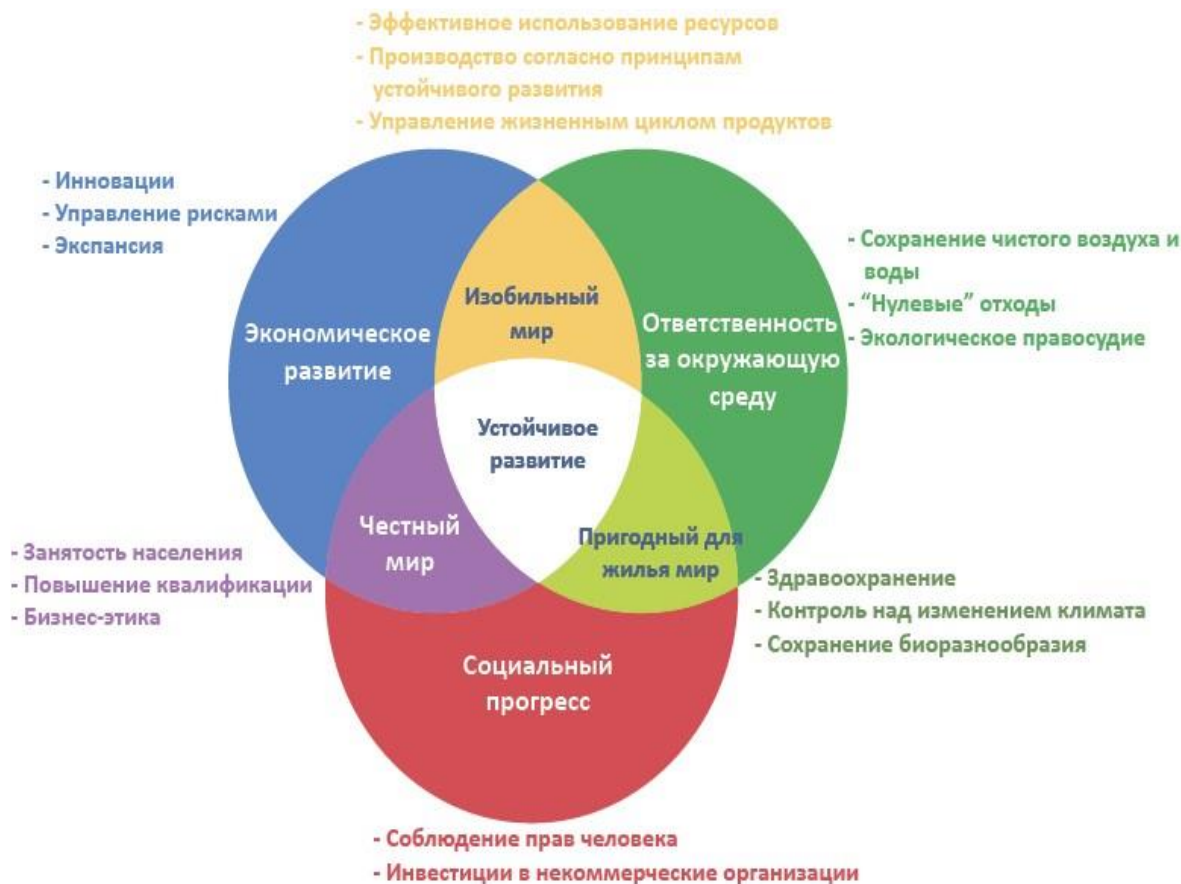 - Эффективное использование ресурсов
- Производство согласно принципам
устойчивого развития
- Управление жизненным циклом продуктов
- Инновации
- Управление рисками
- Экспансия
- Сохранение чистого воздуха и
воды
- “Нулевые” отходы
- Экологическое правосудие
Изобильный
мир
Экономическое
развитие
Ответственность
за окружающую
среду
Устойчивое
развитие
Честный
мир
Пригодный для
жилья мир
- Занятость населения
- Повышение квалификации
- Бизнес-этика
- Здравоохранение
- Контроль над изменением климата
- Сохранение биоразнообразия
Социальный
прогресс
- Соблюдение прав человека
- Инвестиции в некоммерческие организации